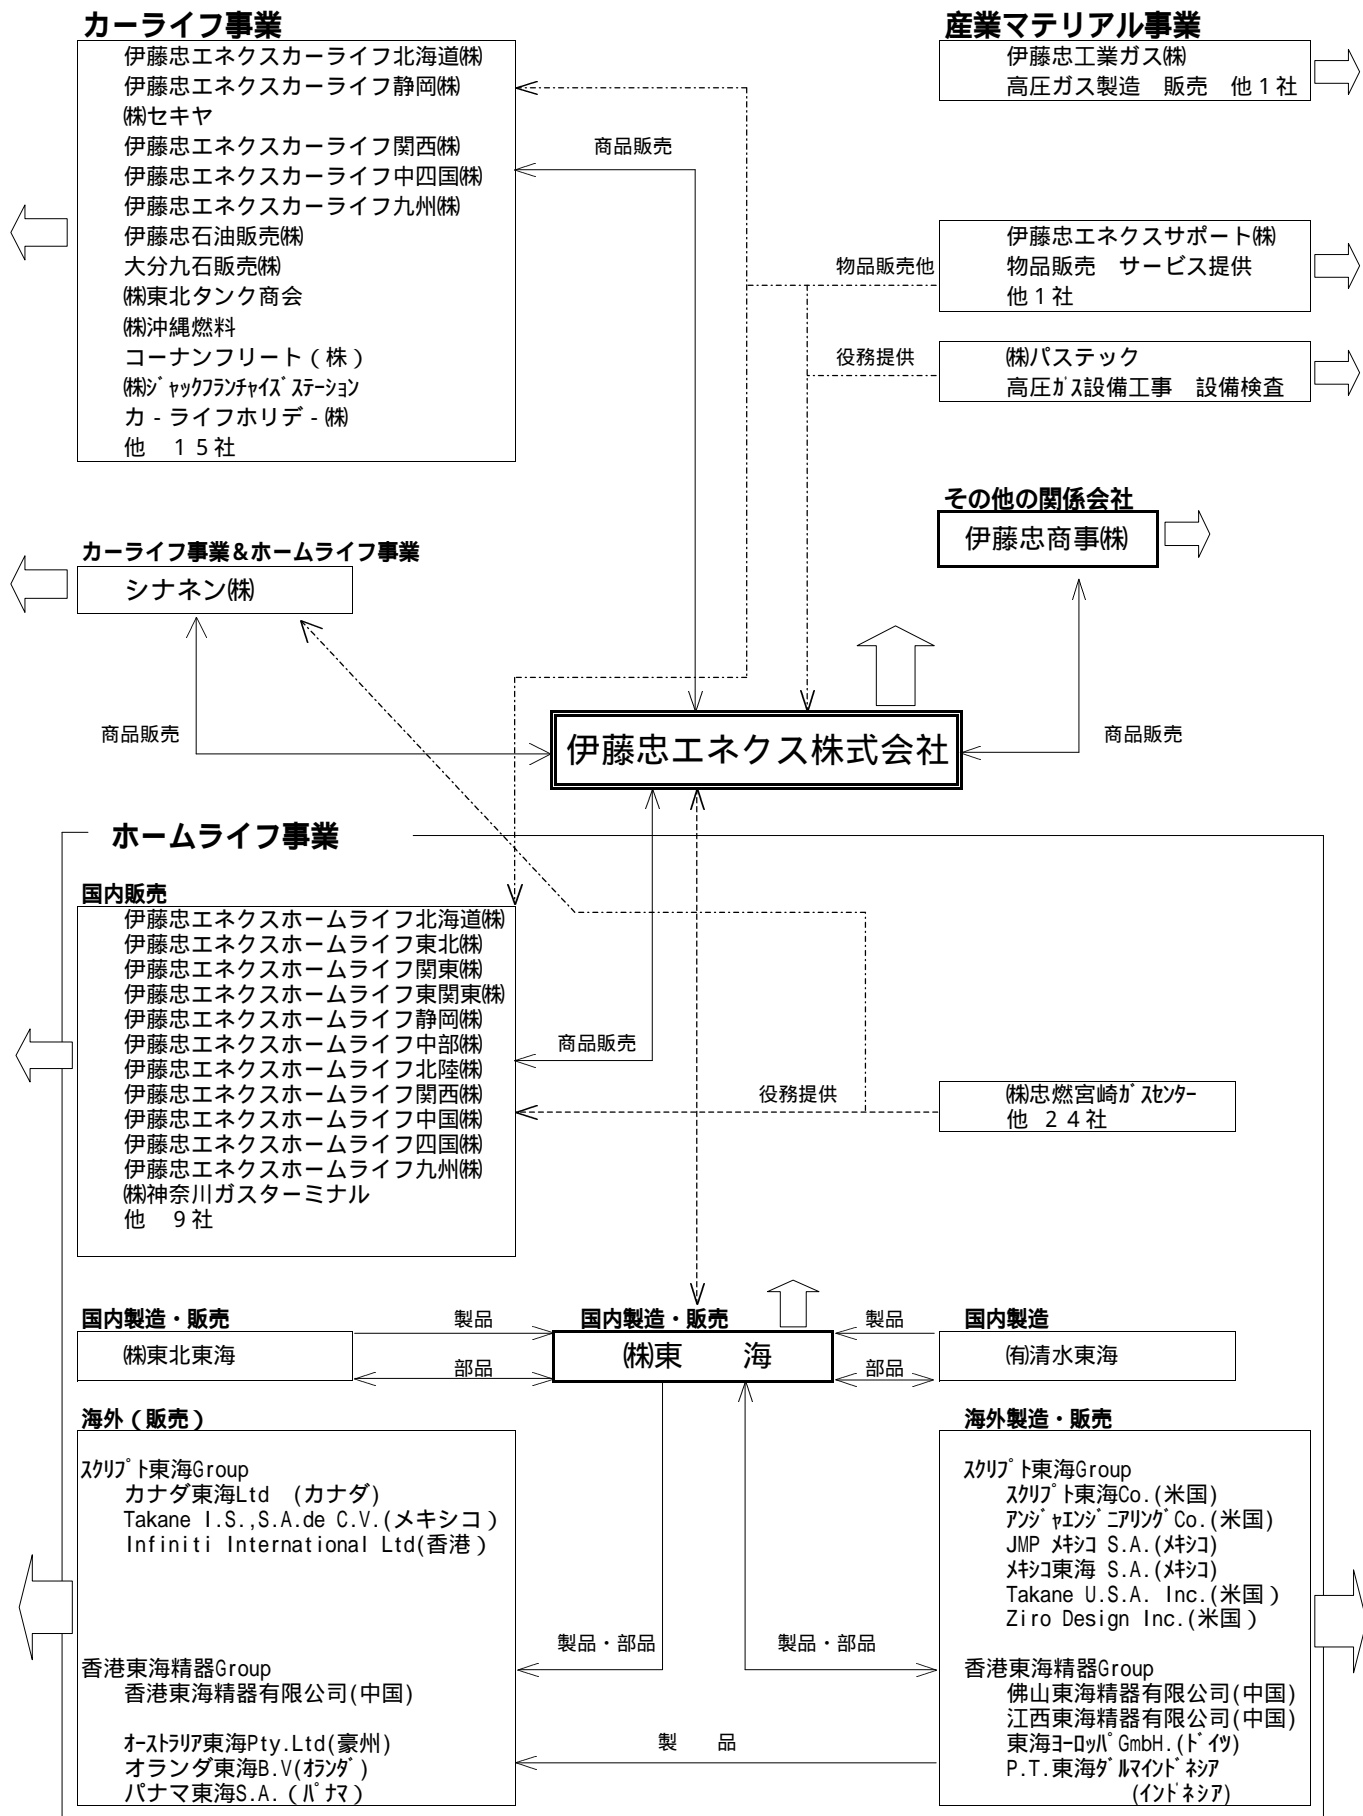 カーライフ事業
伊藤忠エネクスカーライフ北海道㈱
伊藤忠エネクスカーライフ静岡㈱
㈱セキヤ
伊藤忠エネクスカーライフ関西㈱
伊藤忠エネクスカーライフ中四国㈱
伊藤忠エネクスカーライフ九州㈱
伊藤忠石油販売㈱
大分九石販売㈱
㈱東北タンク商会
㈱沖縄燃料
コーナンフリート（株）
㈱ｼﾞｬｯｸﾌﾗﾝﾁｬｲｽﾞｽﾃｰｼｮﾝ
カ‐ライフホリデ‐㈱
他　１５社
産業マテリアル事業
伊藤忠工業ガス㈱
高圧ガス製造　販売　他１社
商品販売
伊藤忠エネクスサポート㈱
物品販売　サービス提供
他１社
物品販売他
役務提供
㈱パステック
高圧ｶﾞｽ設備工事　設備検査
その他の関係会社
伊藤忠商事㈱
カーライフ事業＆ホームライフ事業
シナネン㈱
商品販売
伊藤忠エネクス株式会社
商品販売
ホームライフ事業
国内販売
伊藤忠エネクスホームライフ北海道㈱
伊藤忠エネクスホームライフ東北㈱
伊藤忠エネクスホームライフ関東㈱
伊藤忠エネクスホームライフ東関東㈱
伊藤忠エネクスホームライフ静岡㈱
伊藤忠エネクスホームライフ中部㈱
伊藤忠エネクスホームライフ北陸㈱
伊藤忠エネクスホームライフ関西㈱
伊藤忠エネクスホームライフ中国㈱
伊藤忠エネクスホームライフ四国㈱
伊藤忠エネクスホームライフ九州㈱
㈱神奈川ガスターミナル
他　９社
商品販売
役務提供
㈱忠燃宮崎ｶﾞｽｾﾝﾀｰ
他　２４社
国内製造・販売
㈱東北東海
製品
部品
国内製造・販売
㈱東　　海
製品
部品
国内製造
㈲清水東海
海外（販売）
ｽｸﾘﾌﾟﾄ東海Group
カナダ東海Ltd　(カナダ)
Takane I.S.,S.A.de C.V.(メキシコ）
Infiniti International Ltd(香港）
香港東海精器Group
香港東海精器有限公司(中国)
ｵｰｽﾄﾗﾘｱ東海Pty.Ltd(豪州)
オランダ東海B.V(ｵﾗﾝﾀﾞ)
パナマ東海S.A.（ﾊﾟﾅﾏ）
製品・部品
製品・部品
製　　品
海外製造・販売
ｽｸﾘﾌﾟﾄ東海Group
ｽｸﾘﾌﾟﾄ東海Co.(米国)
ｱﾝｼﾞｬｴﾝｼﾞﾆｱﾘﾝｸﾞCo.(米国)
JMP ﾒｷｼｺ S.A.(ﾒｷｼｺ)
ﾒｷｼｺ東海 S.A.(ﾒｷｼｺ)
Takane U.S.A. Inc.(米国）
Ziro Design Inc.(米国）
香港東海精器Group
佛山東海精器有限公司(中国)
江西東海精器有限公司(中国)
東海ﾖｰﾛｯﾊﾟGmbH.(ﾄﾞｲﾂ)
P.T.東海ﾀﾞﾙﾏｲﾝﾄﾞﾈｼｱ
(ｲﾝﾄﾞﾈｼｱ)